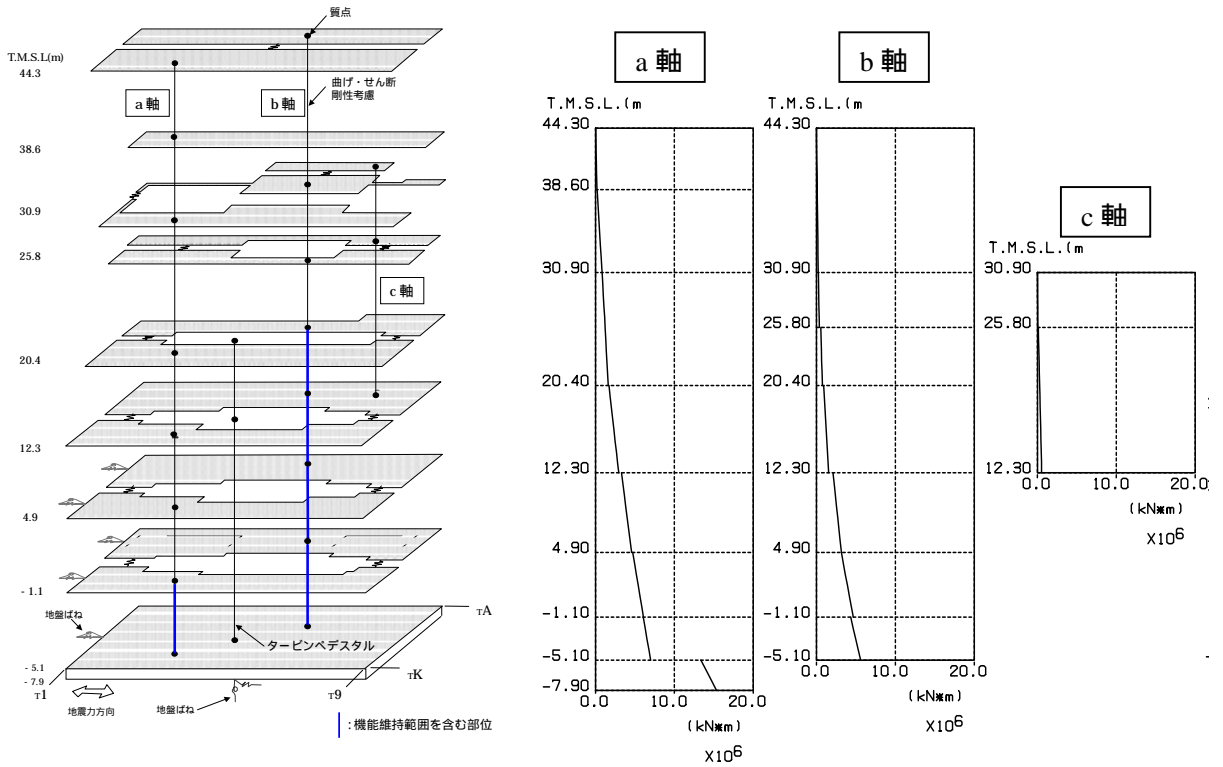 質点
T.M.S.L(m)
44.3
曲げ・せん断
剛性考慮
a 軸
b 軸
38.6
30.9
25.8
c 軸
20.4
12.3
4.9
- 1.1
地盤ばね
タービンペデスタル
TA
TK
- 5.1
- 7.9
T1
T9
地震力方向
地盤ばね
:機能維持範囲を含む部位
a 軸
T.M.S.L.(m
44.30
38.60
30.90
25.80
20.40
12.30
4.90
-1.10
-5.10
-7.90
0.0 10.0 20.0
(kN*m)
X10⁶
b 軸
T.M.S.L.(m
44.30
30.90
25.80
20.40
12.30
4.90
-1.10
-5.10
0.0 10.0 20.0
(kN*m)
X10⁶
c 軸
T.M.S.L.(m
30.90
25.80
12.30
0.0 10.0 20.0
(kN*m)
X10⁶